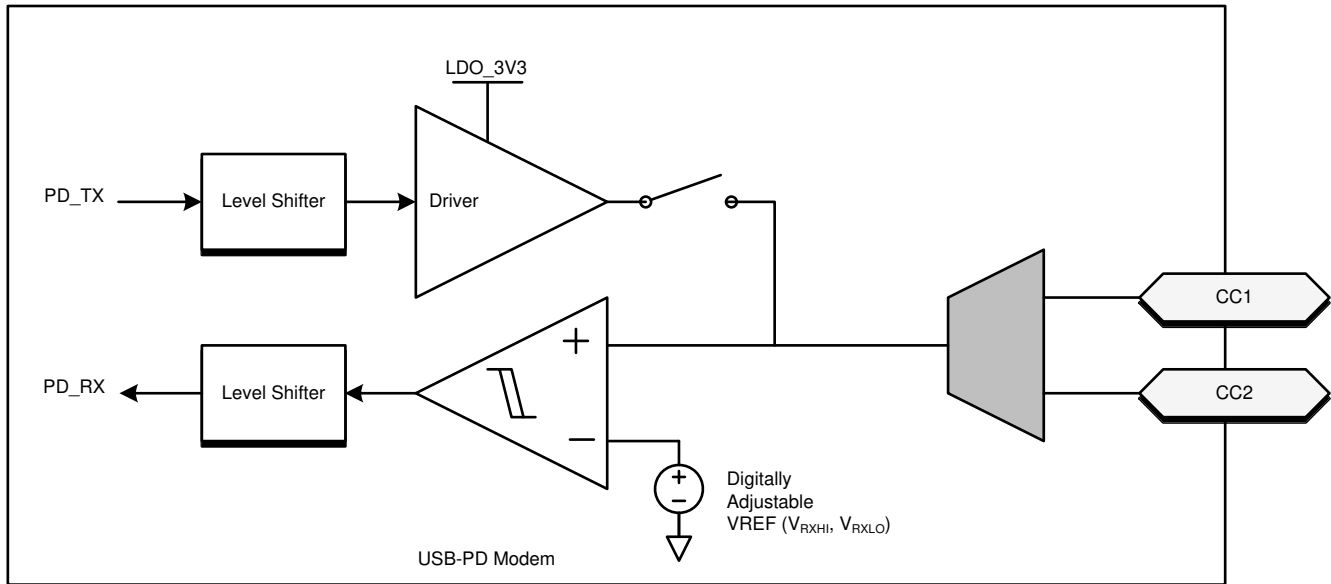 LDO_3V3
PD_TX
Level Shifter
Driver
CC1
PD_RX
Level Shifter
CC2
Digitally
Adjustable
VREF (VRXHI, VRXLO)
USB-PD Modem